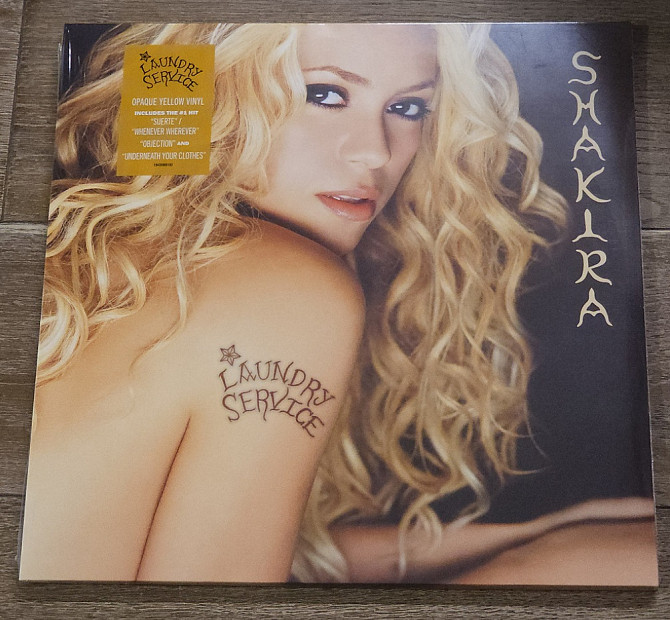 LAUNDRY
SERVICE
OPAQUE YELLOW VINYL
INCLUDES THE #1 HIT
"SUERTE" /
"WHENEVER WHEREVER"
"OBJECTION" AND
"UNDERNEATH YOUR CLOTHES"
SHAKIRA
LAUNDRY
SERVICE